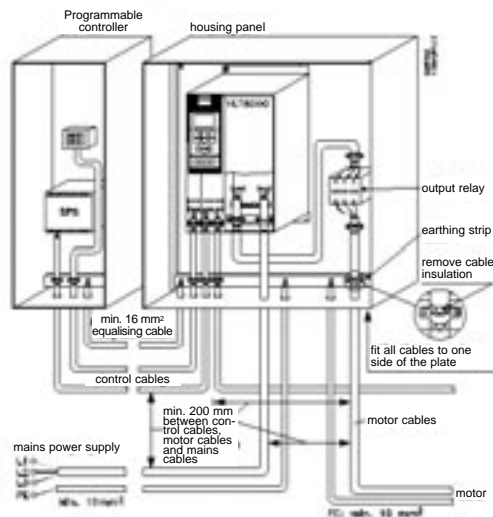 Programmable
controller
housing panel
SPS
output relay
earthing strip
remove cable
insulation
min. 16 mm²
equalising cable
fit all cables to one
side of the plate
control cables
min. 200 mm
between con-
trol cables,
motor cables
and mains
cables
motor cables
mains power supply
L1
PE
motor